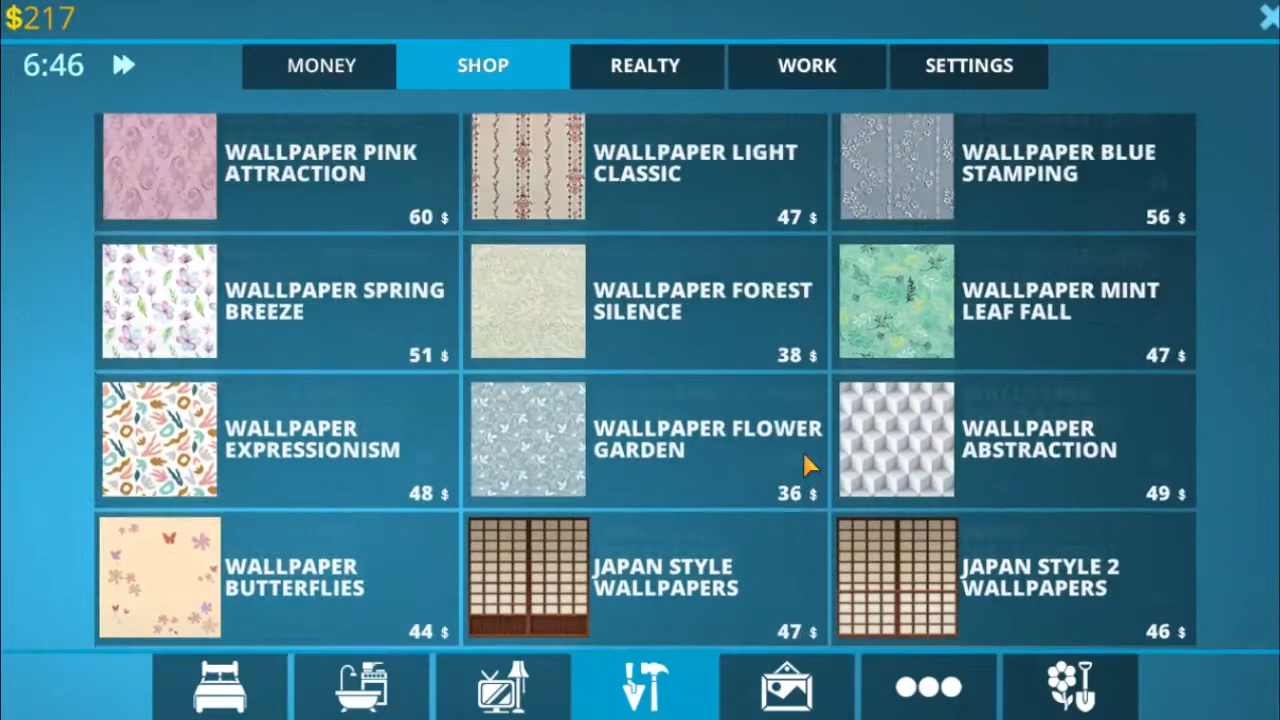 $217
6:46
MONEY
SHOP
REALTY
WORK
SETTINGS
WALLPAPER PINK
ATTRACTION
60 $
WALLPAPER LIGHT
CLASSIC
47 $
WALLPAPER BLUE
STAMPING
56 $
WALLPAPER SPRING
BREEZE
51 $
WALLPAPER FOREST
SILENCE
38 $
WALLPAPER MINT
LEAF FALL
47 $
WALLPAPER
EXPRESSIONISM
48 $
WALLPAPER FLOWER
GARDEN
36 $
WALLPAPER
ABSTRACTION
49 $
WALLPAPER
BUTTERFLIES
44 $
JAPAN STYLE
WALLPAPERS
47 $
JAPAN STYLE 2
WALLPAPERS
46 $